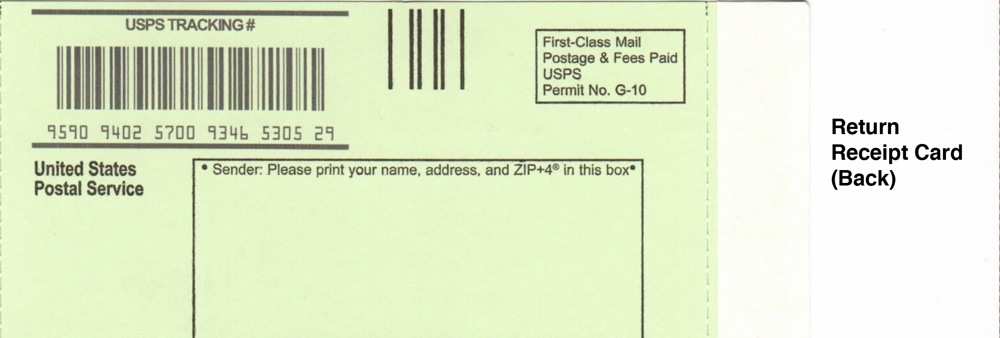 USPS TRACKING #
9590 9402 5700 9346 5305 29
First-Class Mail
Postage & Fees Paid
USPS
Permit No. G-10
United States
Postal Service
• Sender: Please print your name, address, and ZIP+4® in this box•
Return
Receipt Card
(Back)